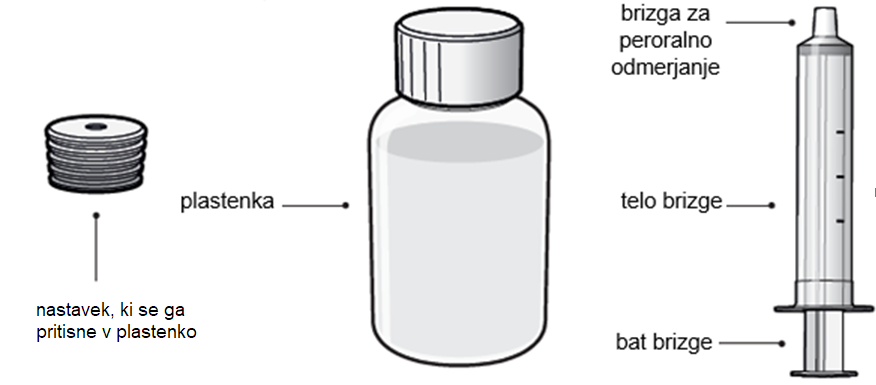 nastavek, ki se ga
pritisne v plastenko
plastenka
brizga za
peroralno
odmerjanje
telo brizge
bat brizge